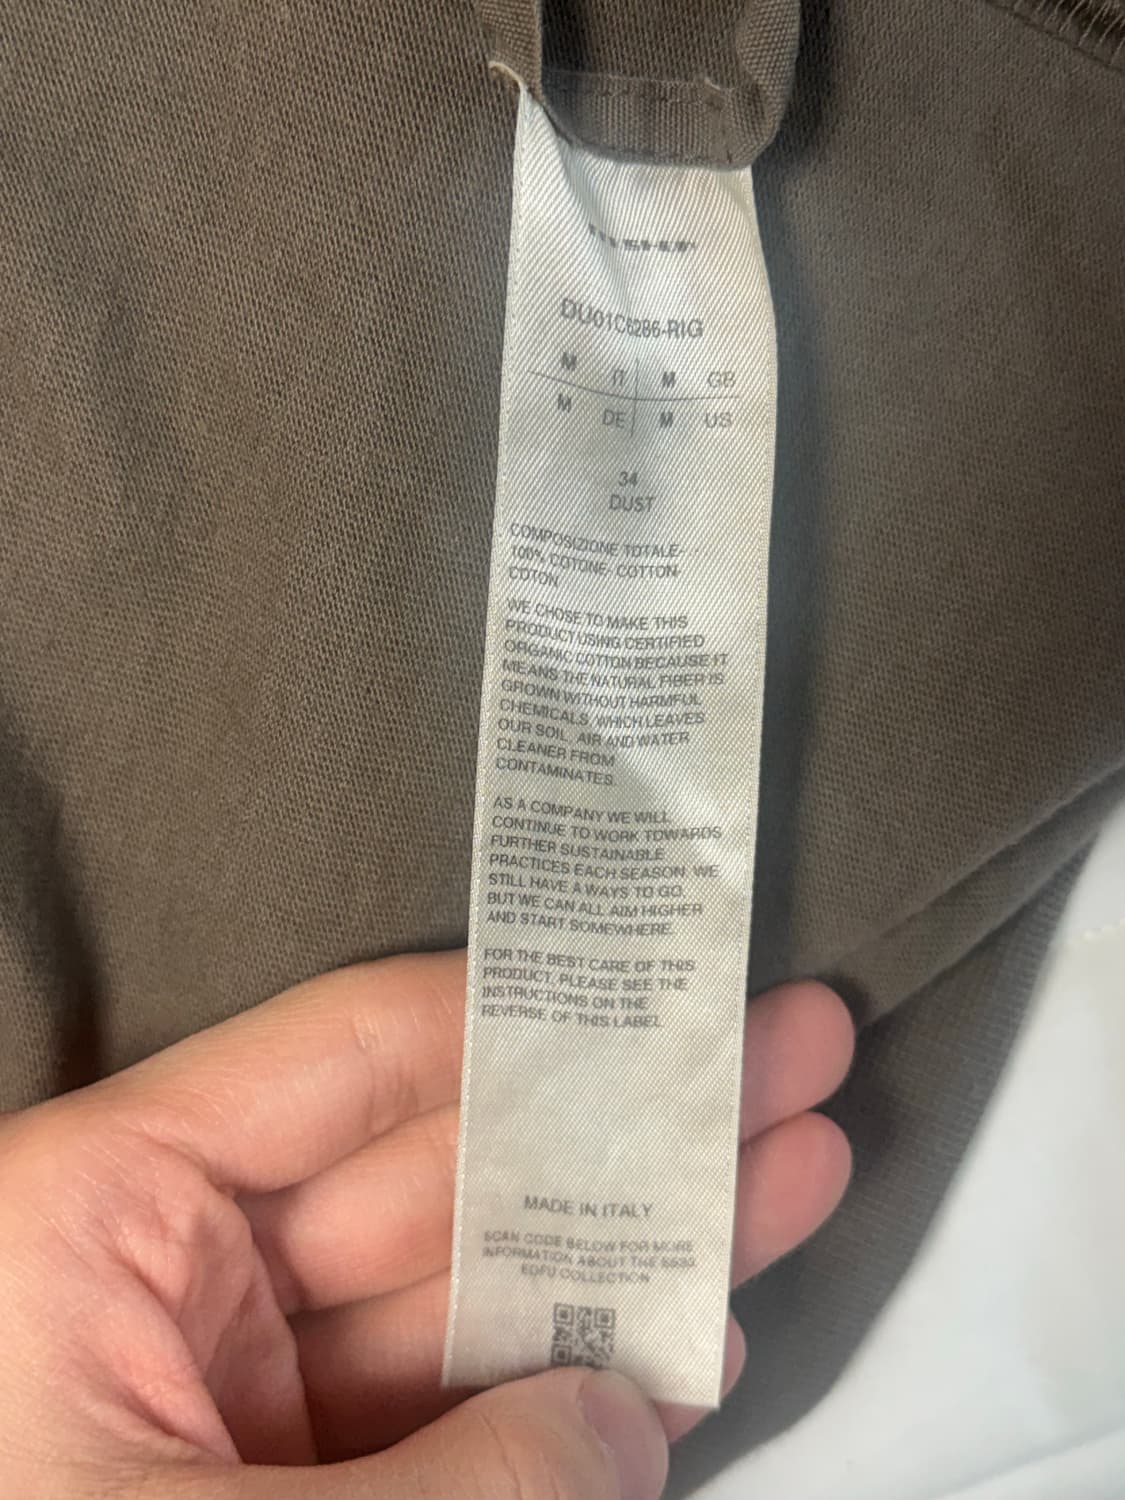 DU01C6286-RIG
M IT M GB
M DE M US
34
DUST
COMPOSIZIONE TOTALE-
100% COTONE- COTTON-
COTON
WE CHOSE TO MAKE THIS
PRODUCT USING CERTIFIED
ORGANIC COTTON BECAUSE IT
MEANS THE NATURAL FIBER IS
GROWN WITHOUT HARMFUL
CHEMICALS, WHICH LEAVES
OUR SOIL, AIR AND WATER
CLEANER FROM
CONTAMINATES.
AS A COMPANY WE WILL
CONTINUE TO WORK TOWARDS
FURTHER SUSTAINABLE
PRACTICES EACH SEASON. WE
STILL HAVE A WAYS TO GO,
BUT WE CAN ALL AIM HIGHER
AND START SOMEWHERE.
FOR THE BEST CARE OF THIS
PRODUCT, PLEASE SEE THE
INSTRUCTIONS ON THE
REVERSE OF THIS LABEL.
MADE IN ITALY
SCAN CODE BELOW FOR MORE
INFORMATION ABOUT THE
EDFU COLLECTION